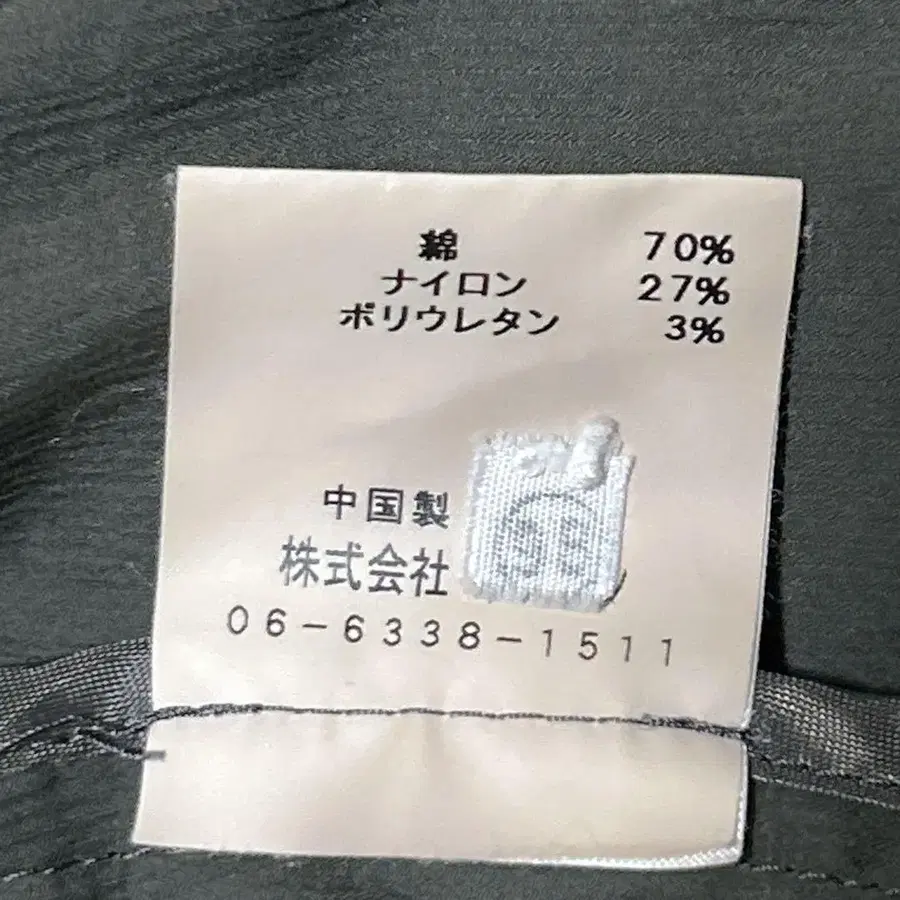 綿 70%
ナイロン 27%
ポリウレタン 3%
中国製
株式会社
06-6338-1511